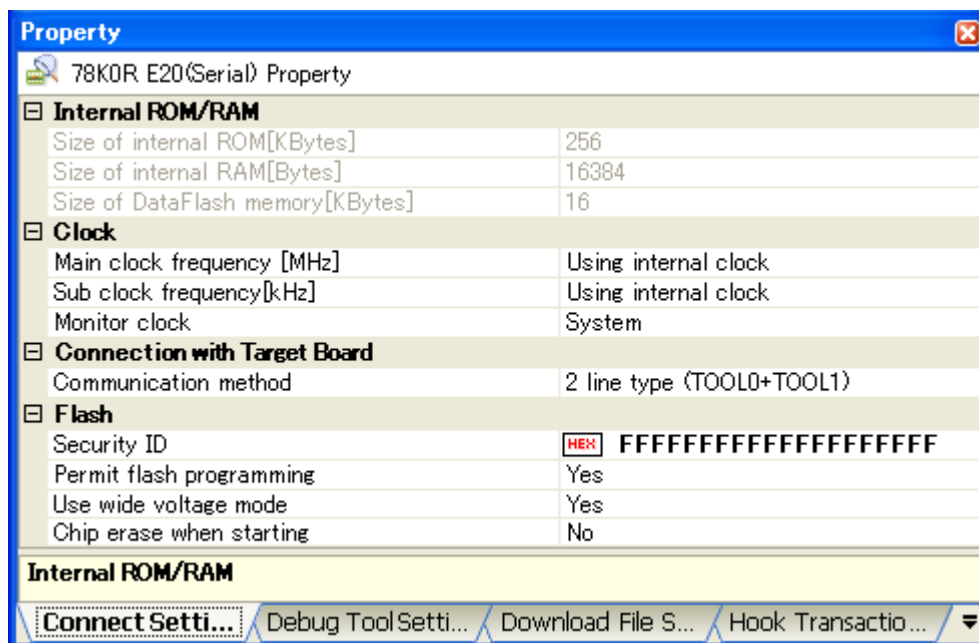 Property
78K0R E20(Serial) Property
Internal ROM/RAM
Size of internal ROM[KBytes] 256
Size of internal RAM[Bytes] 16384
Size of DataFlash memory[KBytes] 16
Clock
Main clock frequency [MHz] Using internal clock
Sub clock frequency[kHz] Using internal clock
Monitor clock System
Connection with Target Board
Communication method 2 line type (TOOL0+TOOL1)
Flash
Security ID HEX FFFFFFFFFFFFFFFFFFFF
Permit flash programming Yes
Use wide voltage mode Yes
Chip erase when starting No
Internal ROM/RAM
Connect Setti... Debug Tool Setti... Download File S... Hook Transactio...